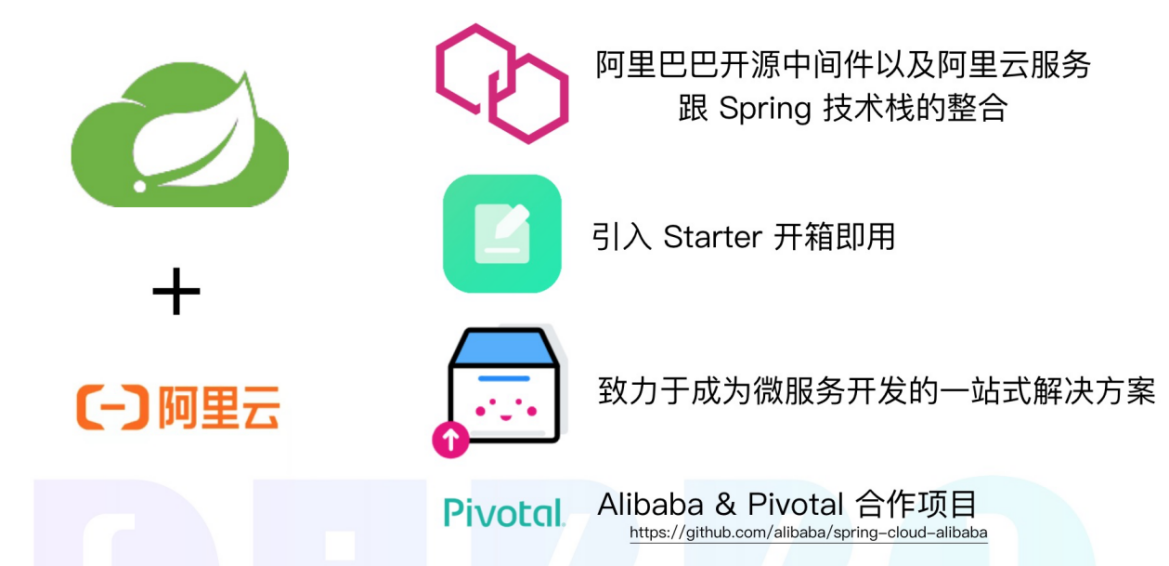 阿里巴巴开源中间件以及阿里云服务
跟 Spring 技术栈的整合
引入 Starter 开箱即用
+
阿里云
致力于成为微服务开发的一站式解决方案
Pivotal.
Alibaba & Pivotal 合作项目
https://github.com/alibaba/spring-cloud-alibaba